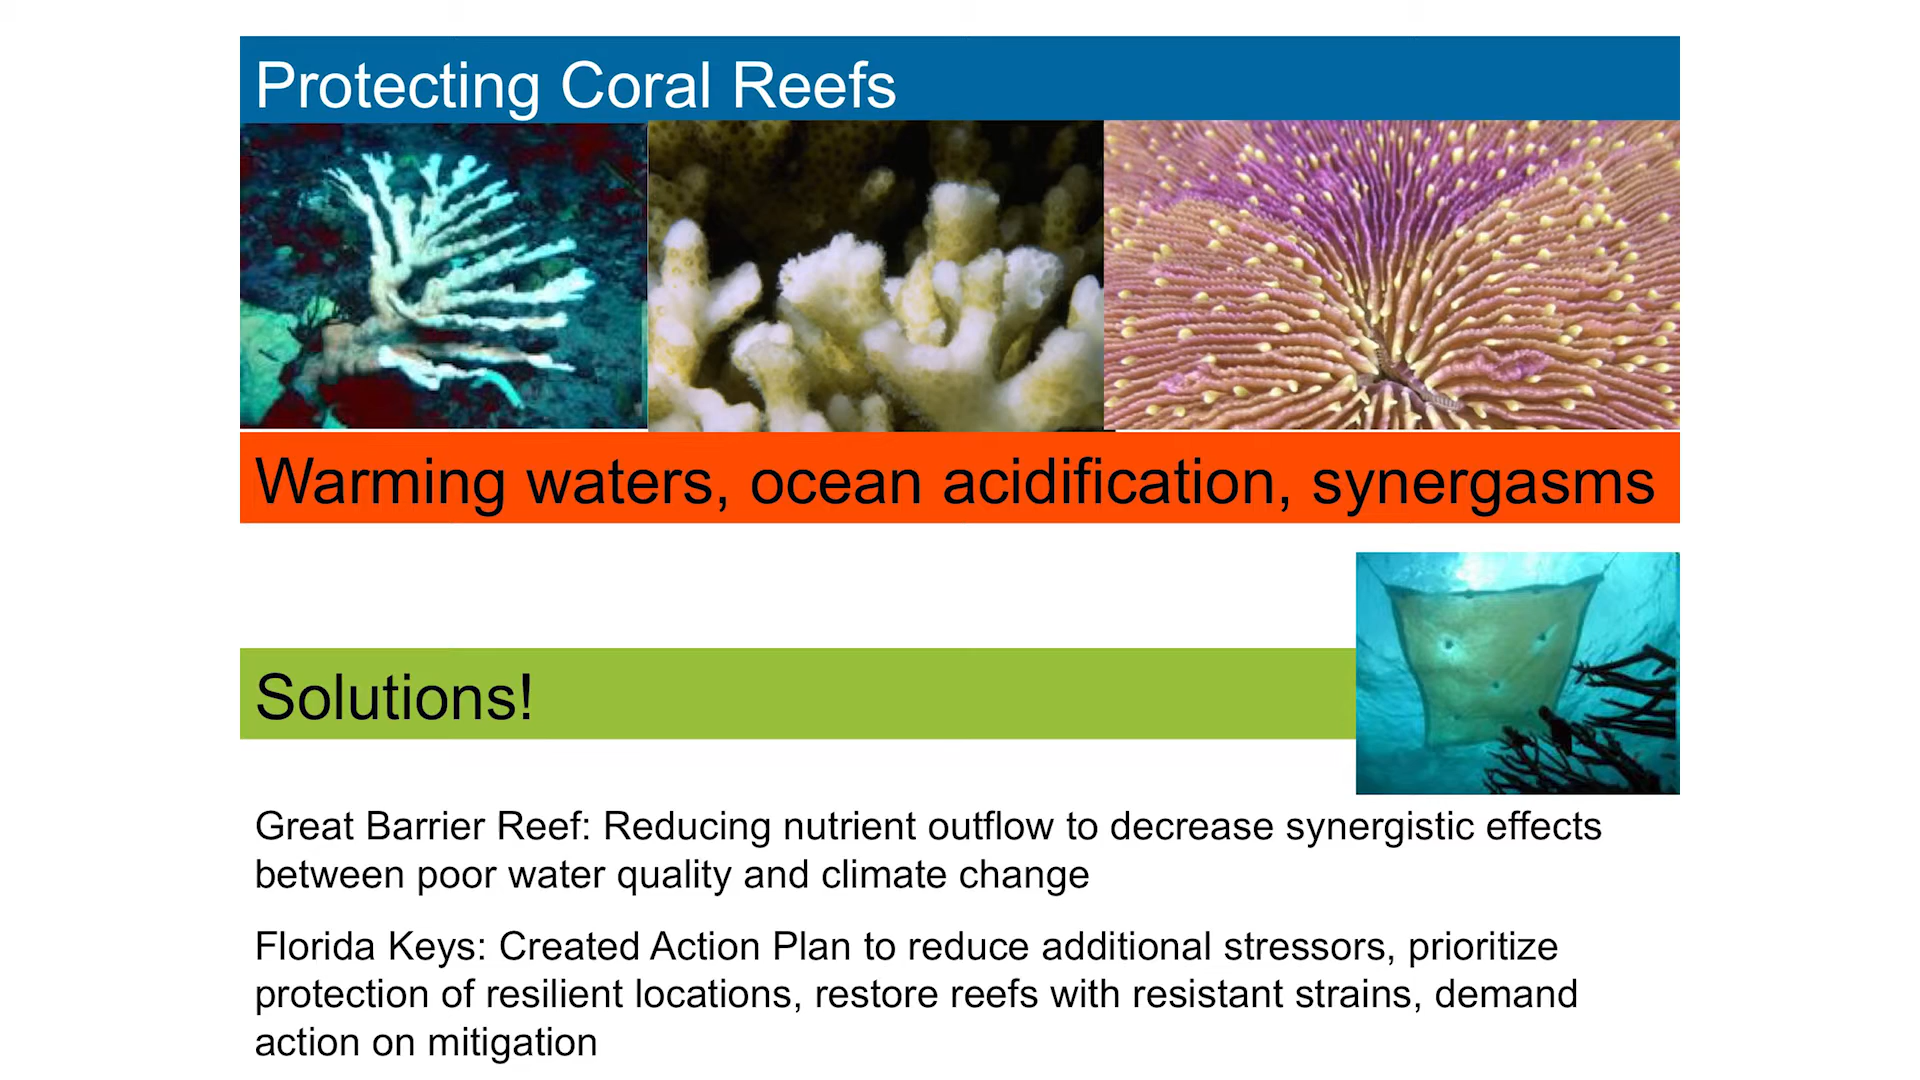 Protecting Coral Reefs
Warming waters, ocean acidification, synergasms
Solutions!
Great Barrier Reef: Reducing nutrient outflow to decrease synergistic effects
between poor water quality and climate change
Florida Keys: Created Action Plan to reduce additional stressors, prioritize
protection of resilient locations, restore reefs with resistant strains, demand
action on mitigation